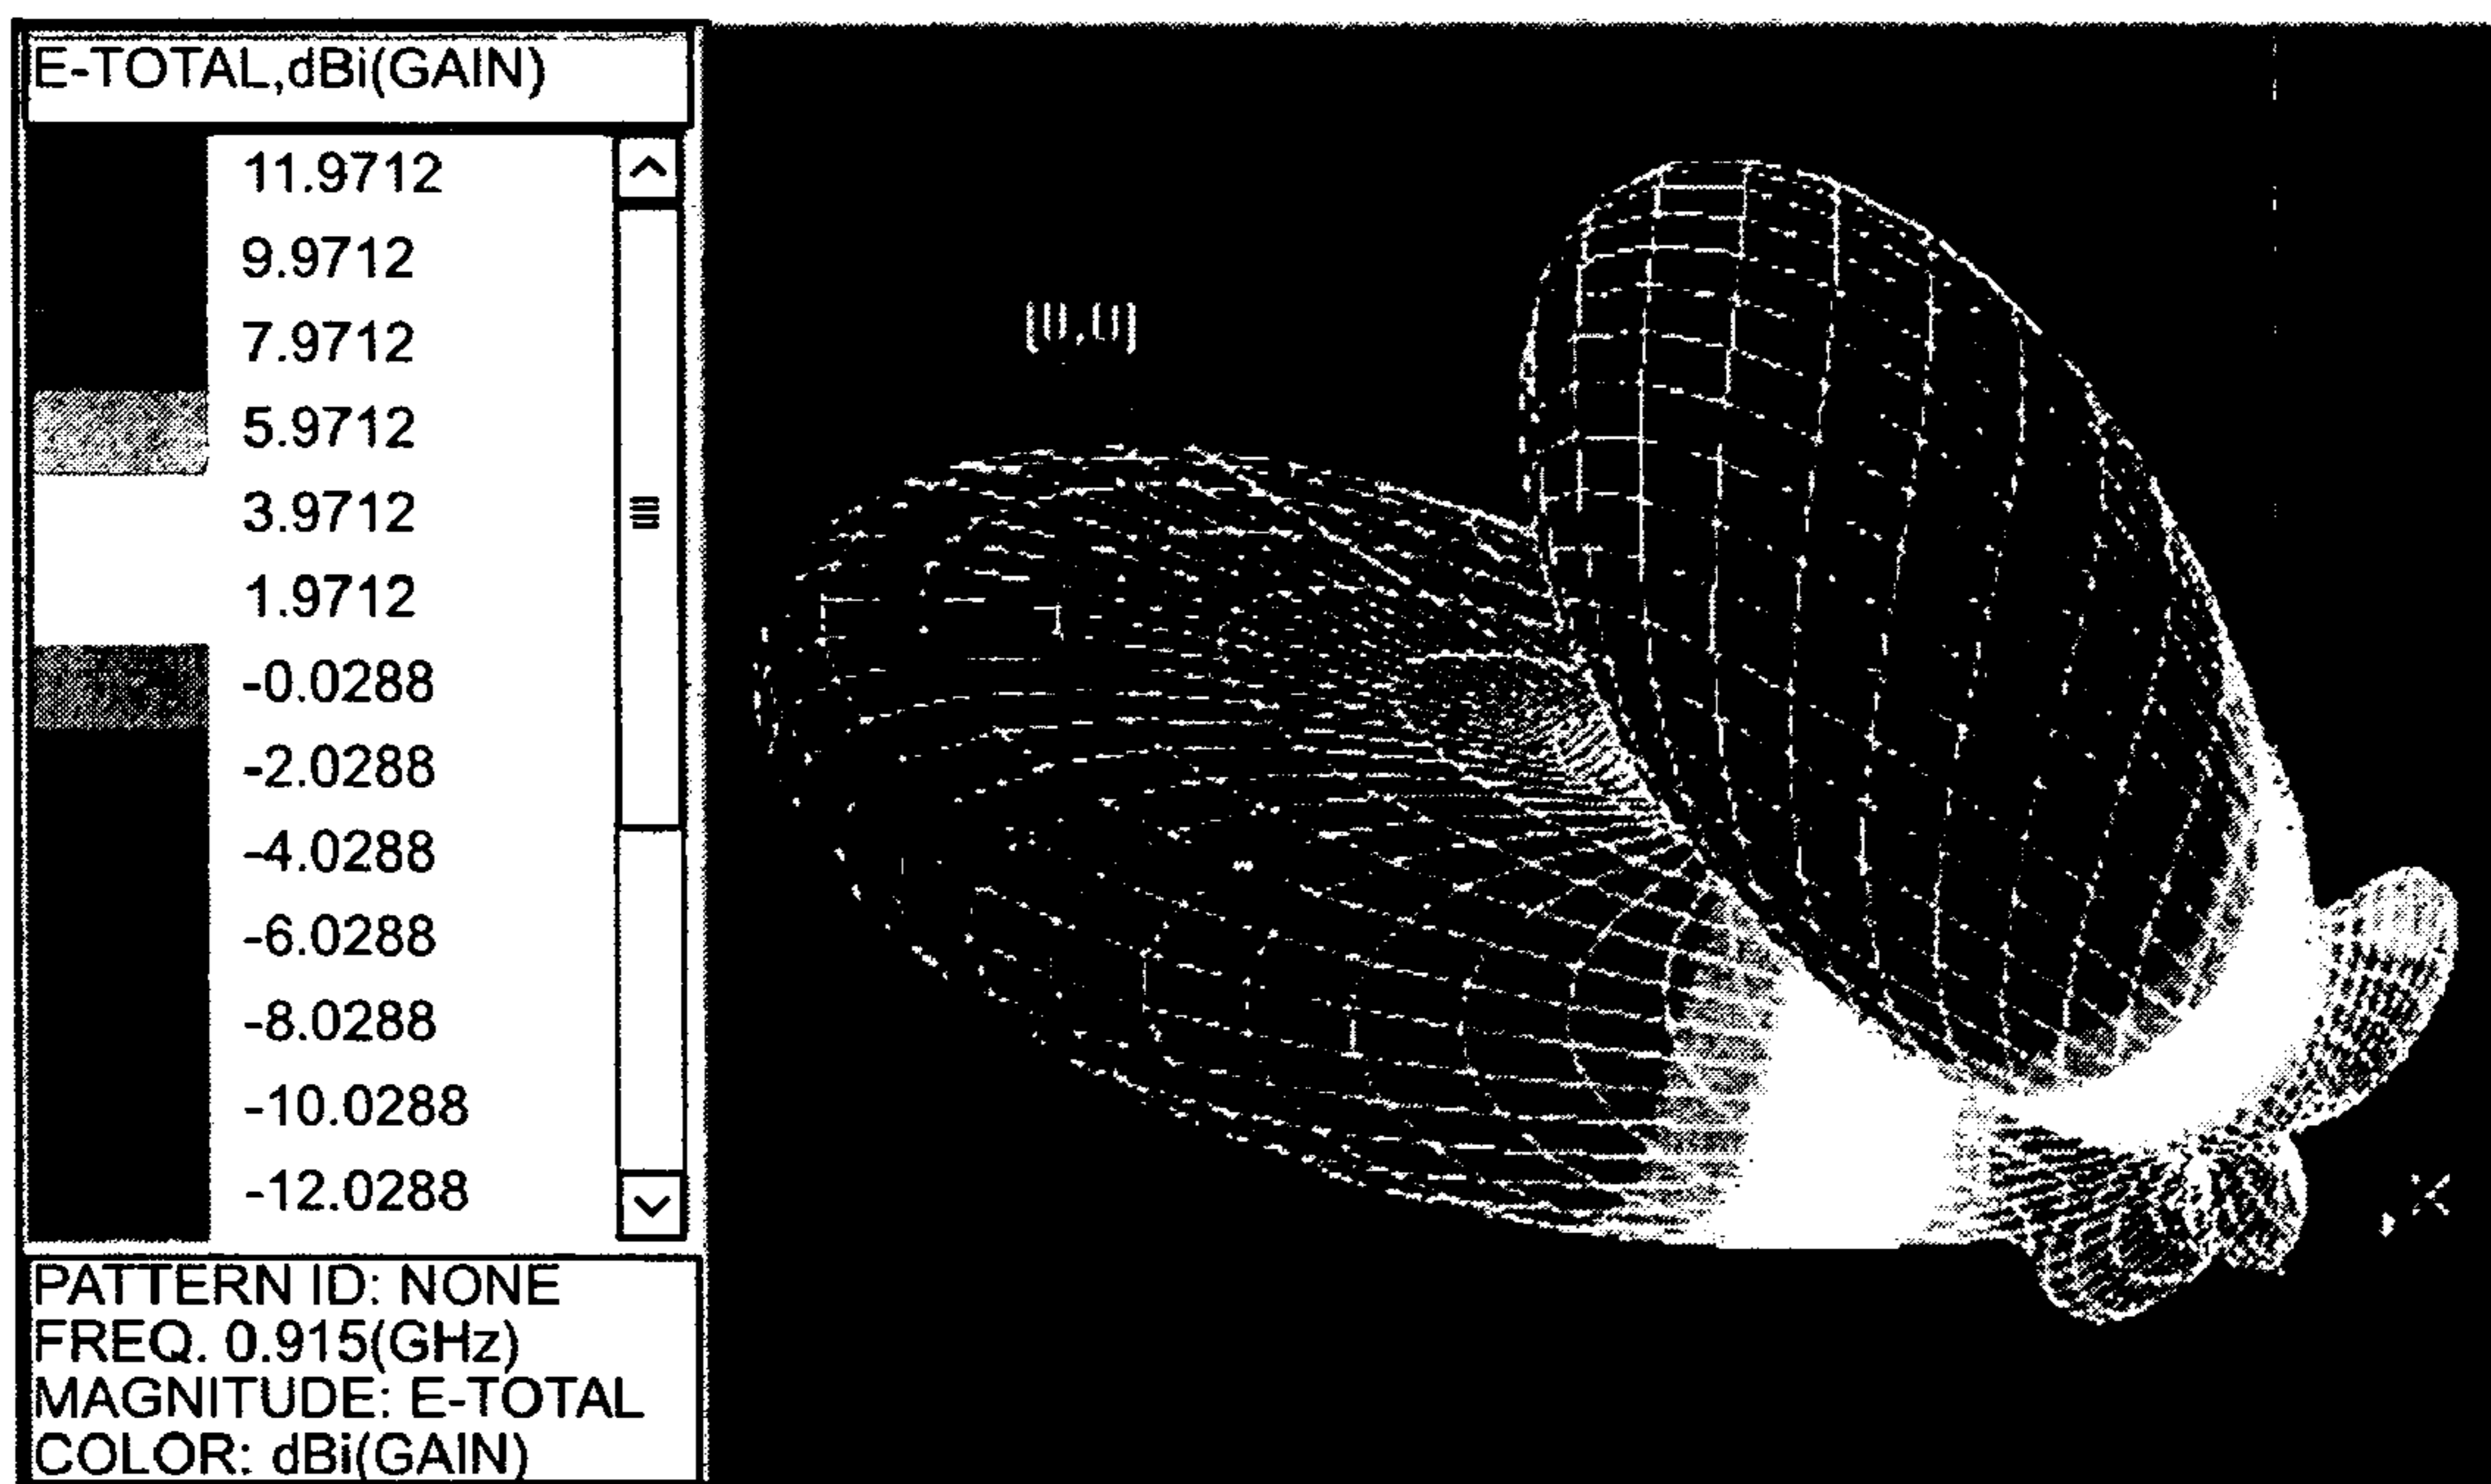 E-TOTAL,dBi(GAIN)
11.9712
9.9712
7.9712
5.9712
3.9712
1.9712
-0.0288
-2.0288
-4.0288
-6.0288
-8.0288
-10.0288
-12.0288
PATTERN ID: NONE
FREQ. 0.915(GHz)
MAGNITUDE: E-TOTAL
COLOR: dBi(GAIN)